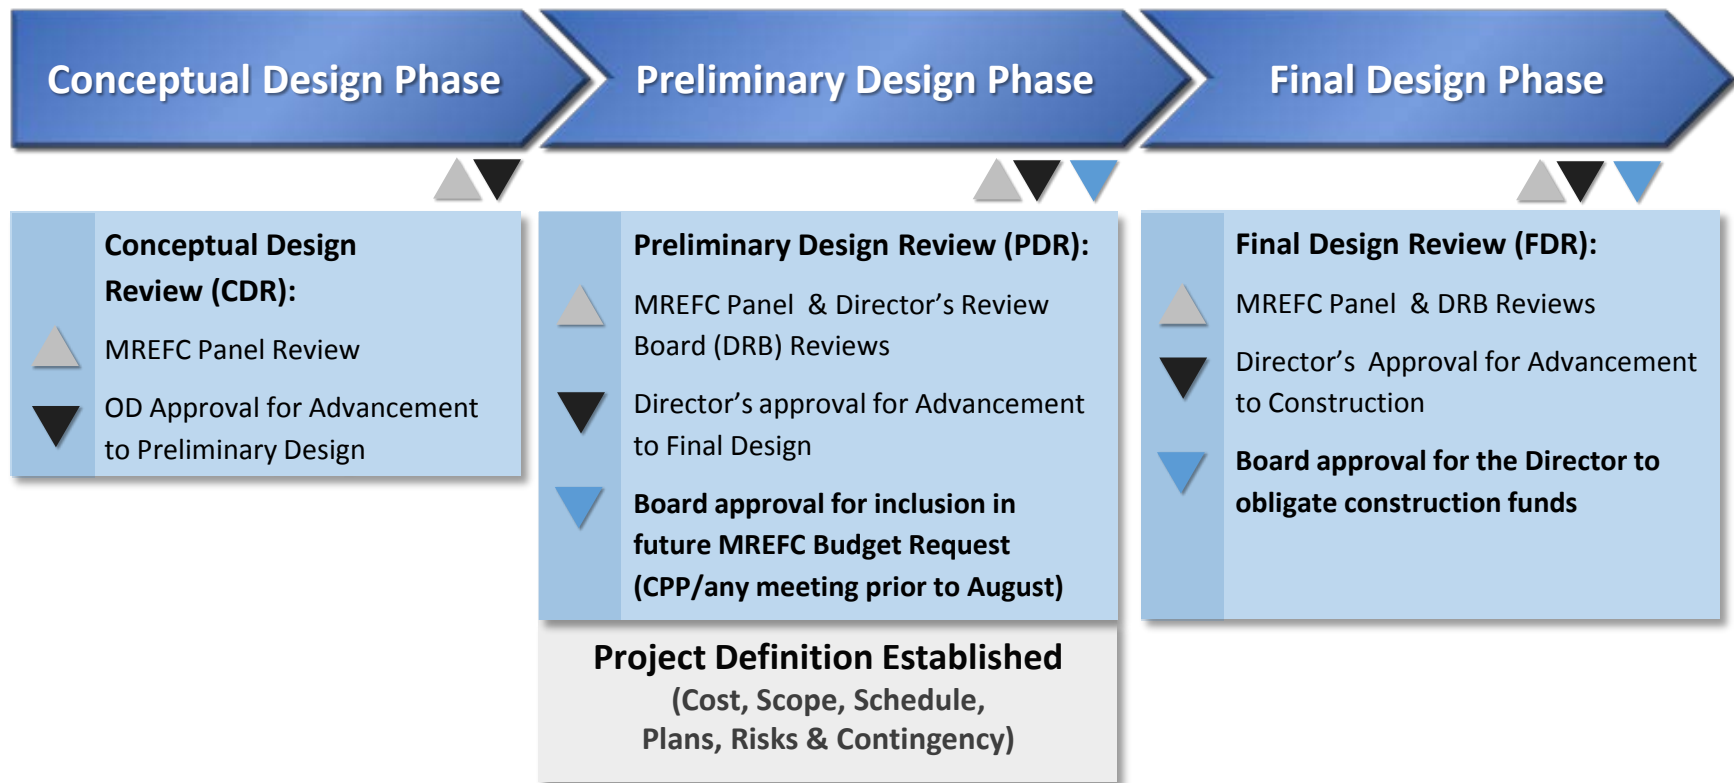 Conceptual Design Phase
Preliminary Design Phase
Final Design Phase
Conceptual Design
Review (CDR):
MREFC Panel Review
OD Approval for Advancement
to Preliminary Design
Preliminary Design Review (PDR):
MREFC Panel & Director’s Review
Board (DRB) Reviews
Director’s approval for Advancement
to Final Design
Board approval for inclusion in
future MREFC Budget Request
(CPP/any meeting prior to August)
Project Definition Established
(Cost, Scope, Schedule,
Plans, Risks & Contingency)
Final Design Review (FDR):
MREFC Panel & DRB Reviews
Director’s Approval for Advancement
to Construction
Board approval for the Director to
obligate construction funds